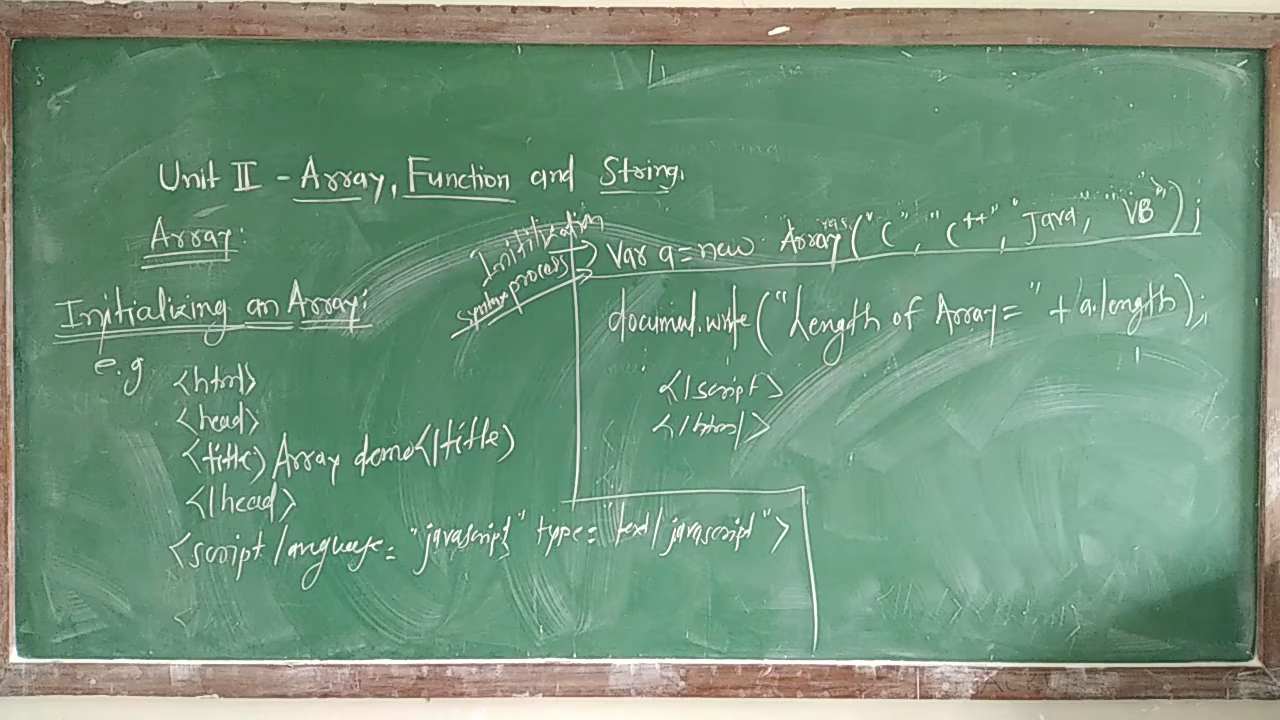 Unit II - Array, Function and String.
Array:
Initializing an Array:
e.g
<html>
<head>
<title> Array demo</title>
</head>
<script language = "javascript" type = "text/javascript">
Initilization
process
syntax
var a = new Array("C", "C++", "Java", "VB");
document.write("Length of Array = " + a.length);
</script>
</html>